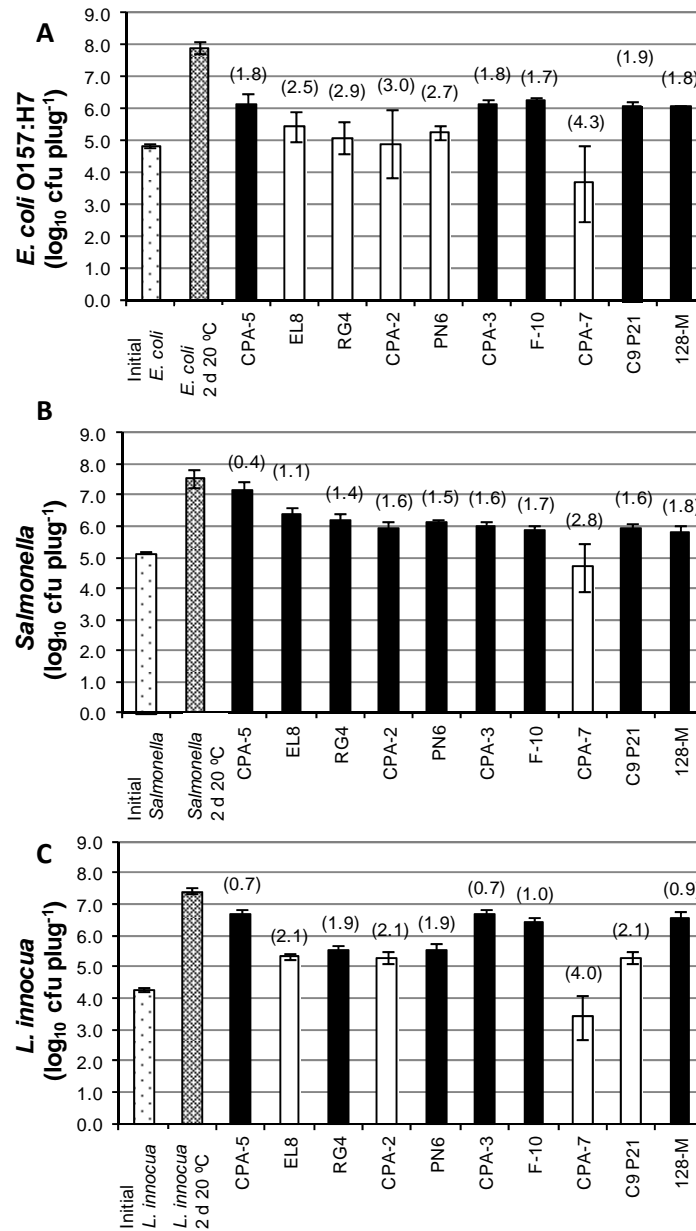 A
E. coli O157:H7
(log₁₀ cfu plug⁻¹)
9.0
8.0
7.0
6.0
5.0
4.0
3.0
2.0
1.0
0.0
(1.8)
(2.5)
(2.9)
(3.0)
(2.7)
(1.8)
(1.7)
(4.3)
(1.9)
(1.8)
Initial
E. coli
E. coli
2 d 20 ºC
CPA-5
EL8
RG4
CPA-2
PN6
CPA-3
F-10
CPA-7
C9 P21
128-M
B
Salmonella
(log₁₀ cfu plug⁻¹)
9.0
8.0
7.0
6.0
5.0
4.0
3.0
2.0
1.0
0.0
(0.4)
(1.1)
(1.4)
(1.6)
(1.5)
(1.6)
(1.7)
(2.8)
(1.6)
(1.8)
Initial
Salmonella
Salmonella
2 d 20 ºC
CPA-5
EL8
RG4
CPA-2
PN6
CPA-3
F-10
CPA-7
C9 P21
128-M
C
L. innocua
(log₁₀ cfu plug⁻¹)
9.0
8.0
7.0
6.0
5.0
4.0
3.0
2.0
1.0
0.0
(0.7)
(2.1)
(1.9)
(2.1)
(1.9)
(0.7)
(1.0)
(4.0)
(2.1)
(0.9
Initial
L. innocua
L. innocua
2 d 20 ºC
CPA-5
EL8
RG4
CPA-2
PN6
CPA-3
F-10
CPA-7
C9 P21
128-M